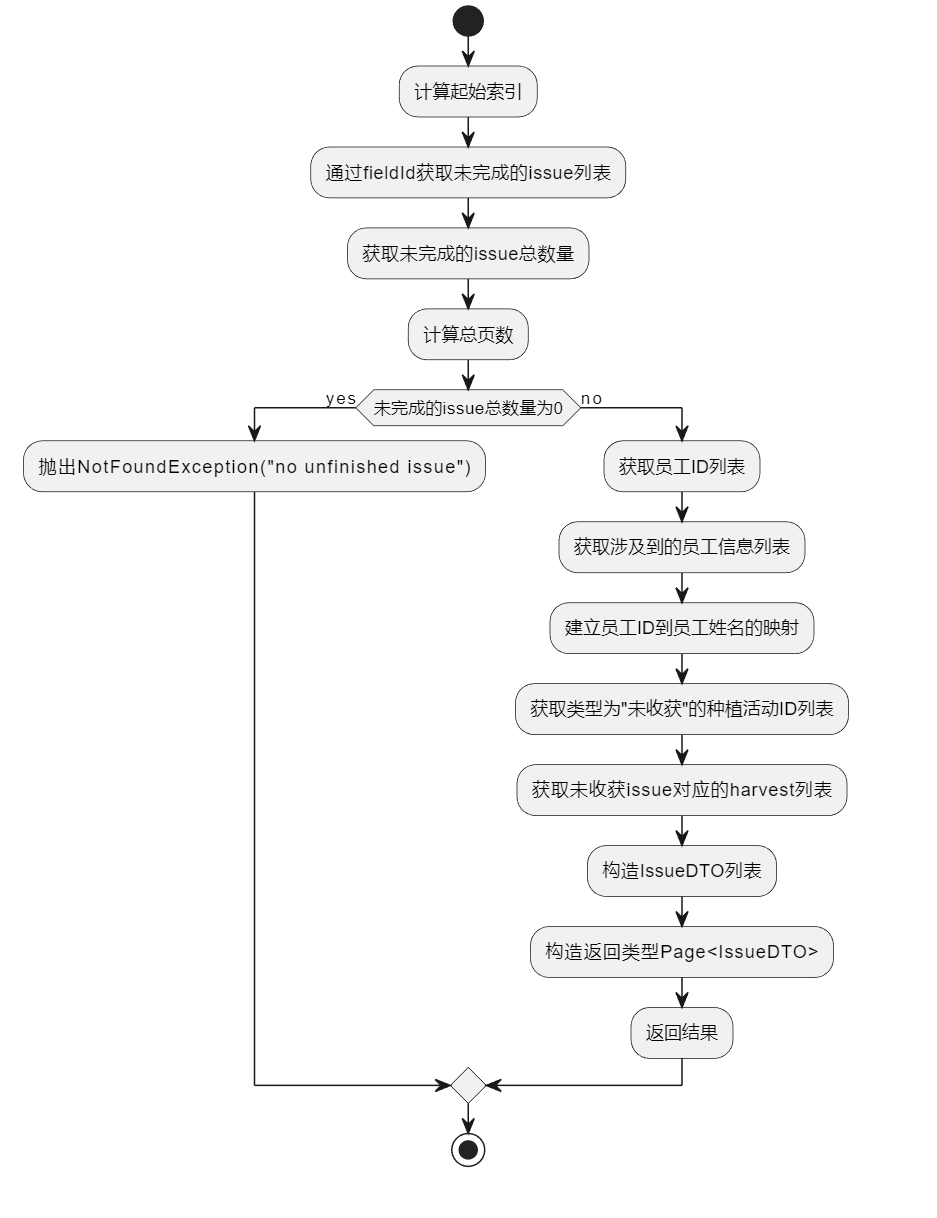 计算起始索引
通过fieldId获取未完成的issue列表
获取未完成的issue总数量
计算总页数
yes
未完成的issue总数量为0
no
抛出NotFoundException("no unfinished issue")
获取员工ID列表
获取涉及到的员工信息列表
建立员工ID到员工姓名的映射
获取类型为"未收获"的种植活动ID列表
获取未收获issue对应的harvest列表
构造IssueDTO列表
构造返回类型Page<IssueDTO>
返回结果